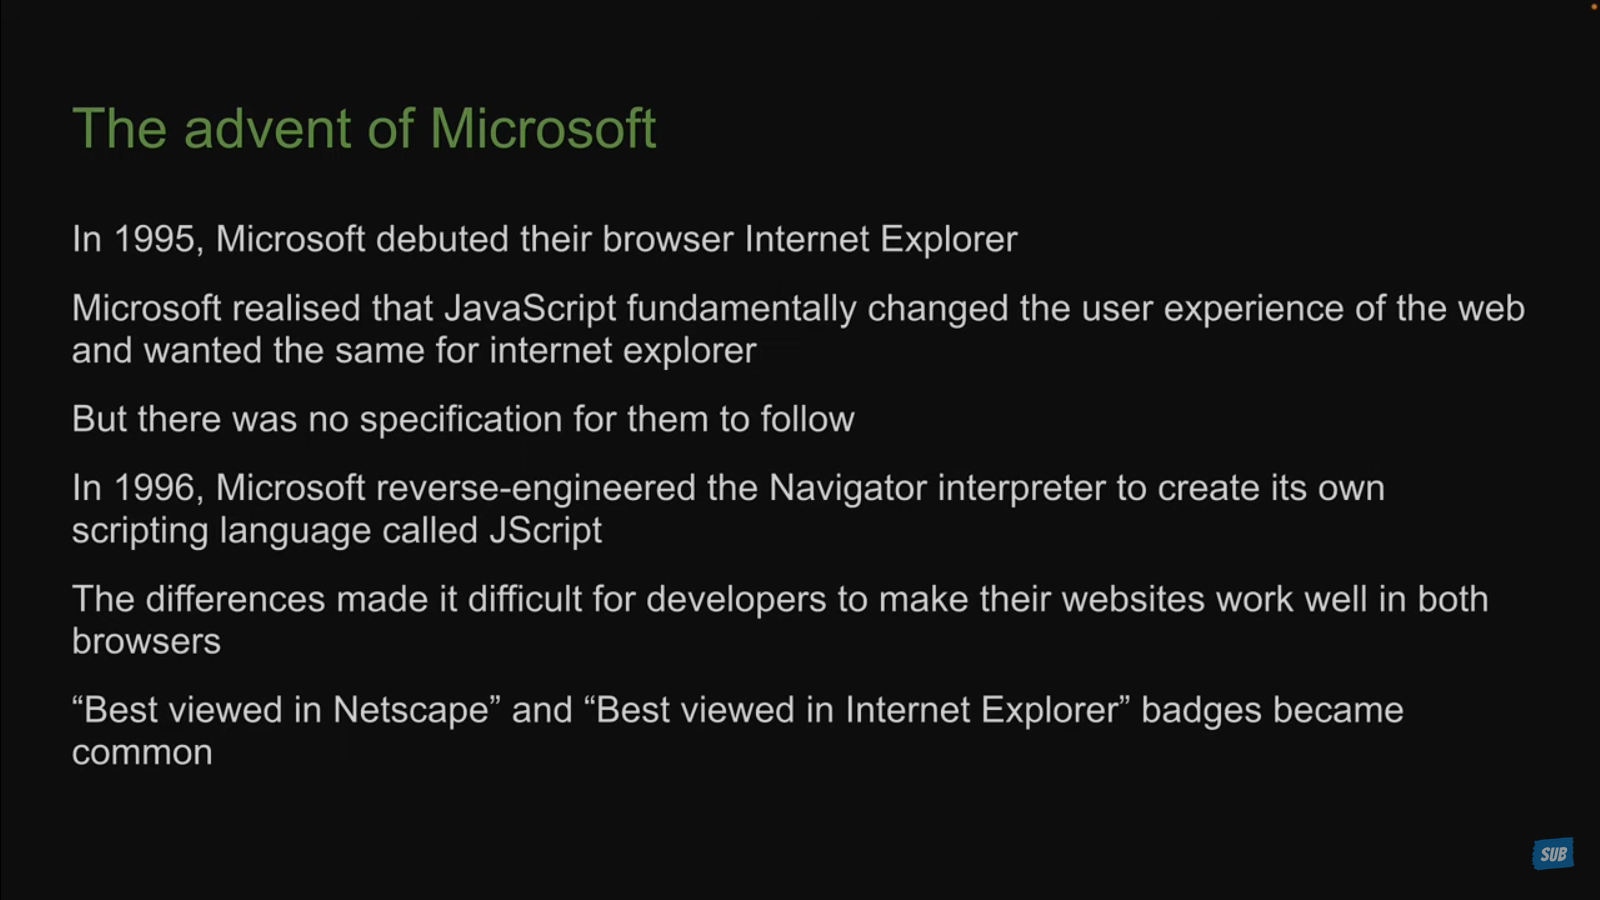 The advent of Microsoft
In 1995, Microsoft debuted their browser Internet Explorer
Microsoft realised that JavaScript fundamentally changed the user experience of the web
and wanted the same for internet explorer
But there was no specification for them to follow
In 1996, Microsoft reverse-engineered the Navigator interpreter to create its own
scripting language called JScript
The differences made it difficult for developers to make their websites work well in both
browsers
“Best viewed in Netscape” and “Best viewed in Internet Explorer” badges became
common
SUB